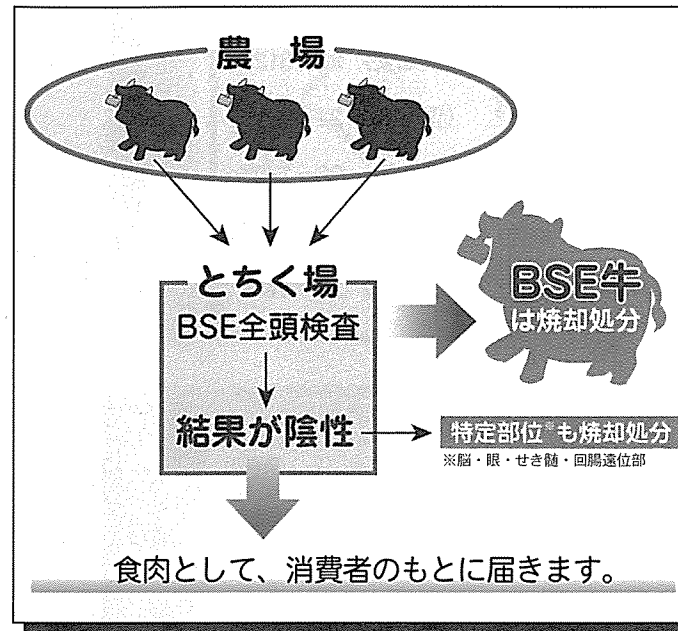 農 場
とちく場
BSE全頭検査
BSE牛
は焼却処分
結果が陰性
特定部位※も焼却処分
※脳・眼・せき髄・回腸遠位部
食肉として、消費者のもとに届きます。